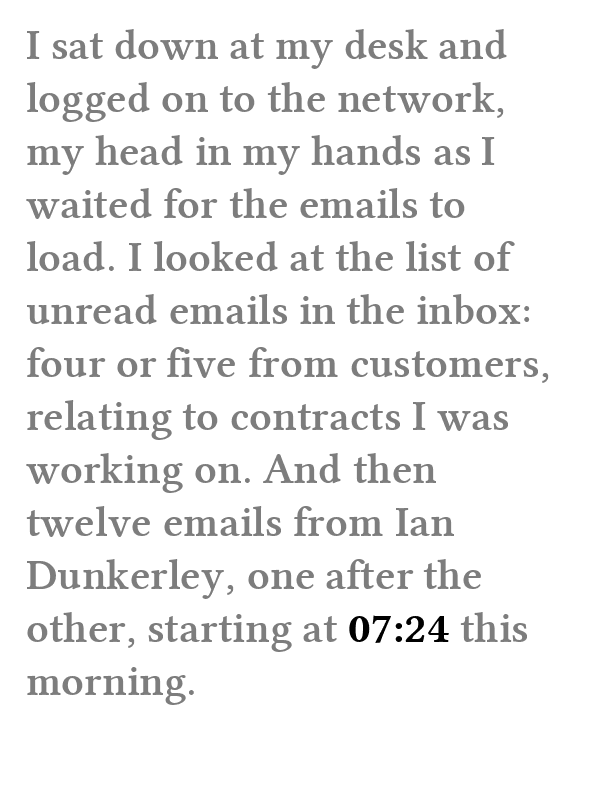 I sat down at my desk and
logged on to the network,
my head in my hands as I
waited for the emails to
load. I looked at the list of
unread emails in the inbox:
four or five from customers,
relating to contracts I was
working on. And then
twelve emails from Ian
Dunkerley, one after the
other, starting at 07:24 this
morning.